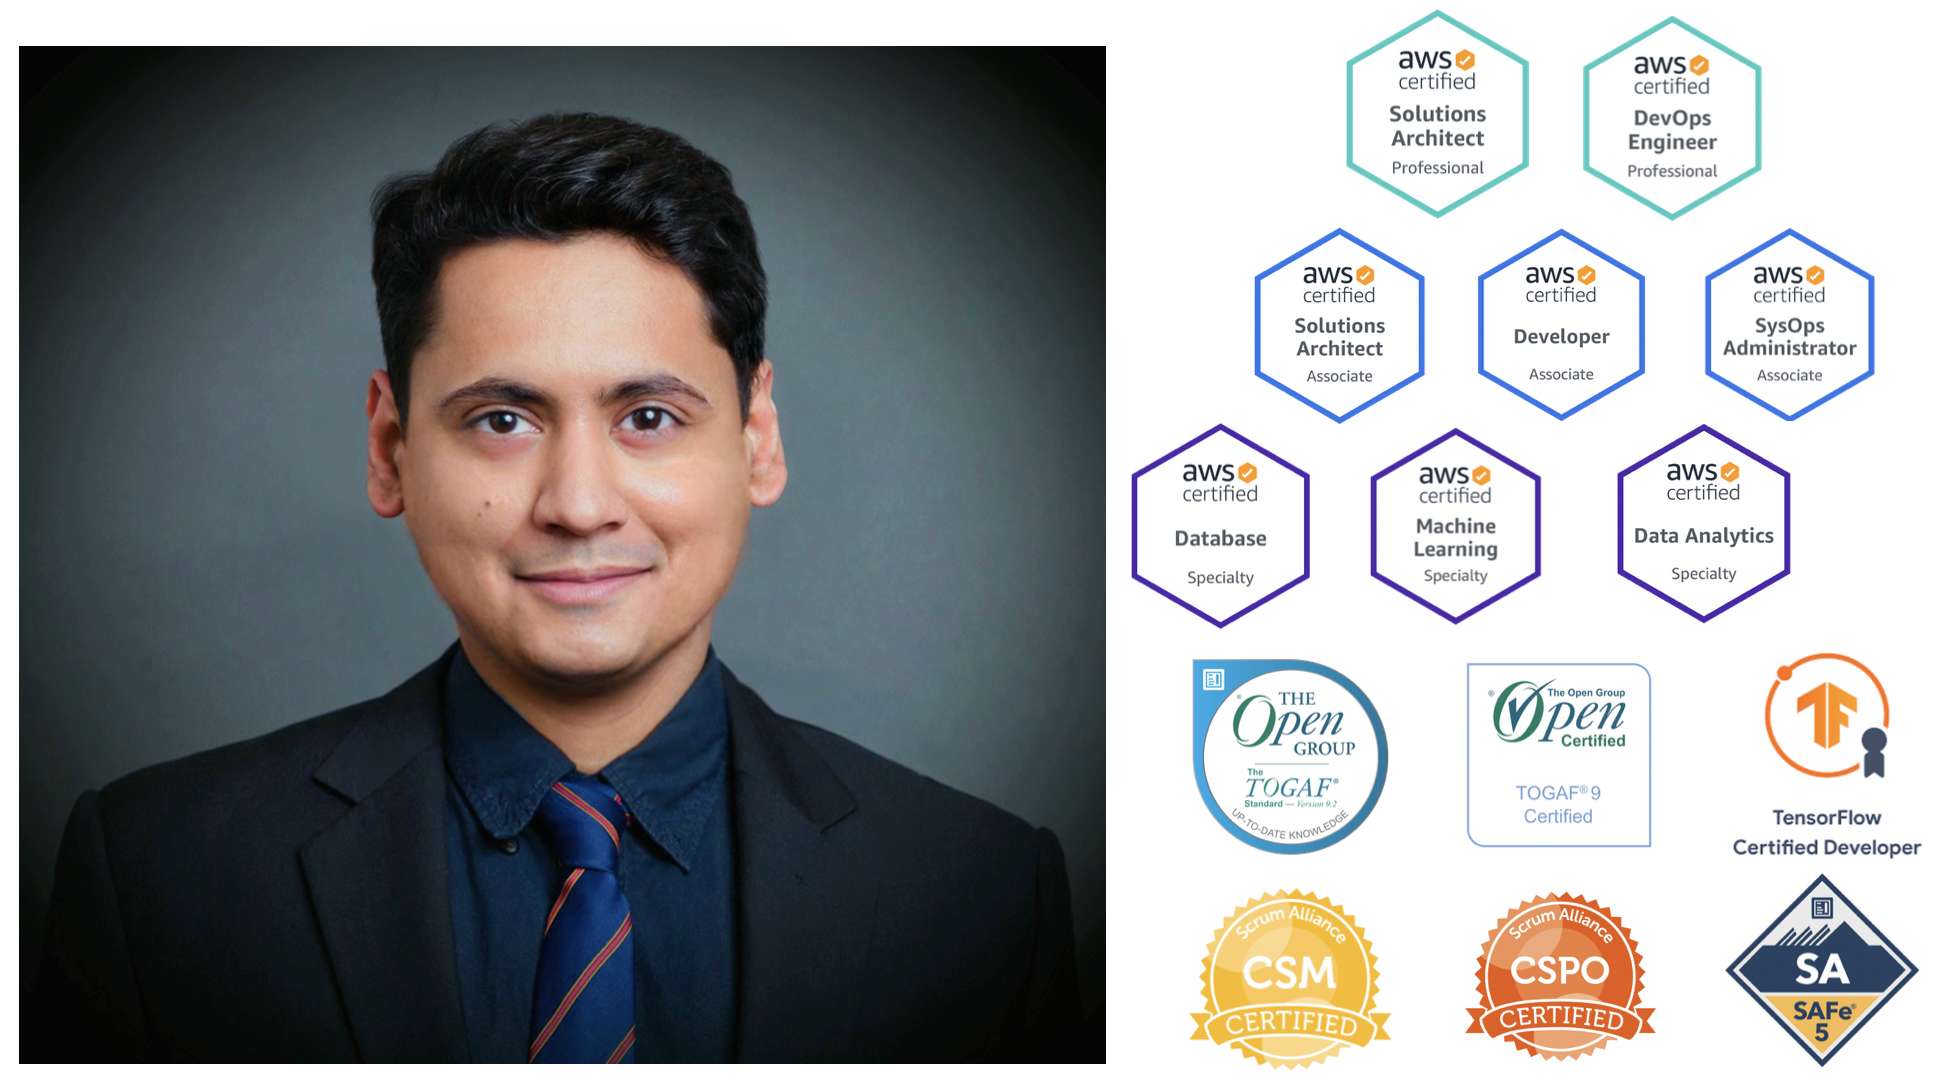 aws
certified
Solutions
Architect
Professional
aws
certified
DevOps
Engineer
Professional
aws
certified
Solutions
Architect
Associate
aws
certified
Developer
Associate
aws
certified
SysOps
Administrator
Associate
aws
certified
Database
Specialty
aws
certified
Machine
Learning
Specialty
aws
certified
Data Analytics
Specialty
THE
Open®
GROUP
The
TOGAF®
Standard — Version 9.2
UP-TO-DATE KNOWLEDGE
The Open Group
®Open
Certified
TOGAF® 9
Certified
TF
TensorFlow
Certified Developer
Scrum Alliance
CSM
CERTIFIED
Scrum Alliance
CSPO
CERTIFIED
SA
SAFe®
5